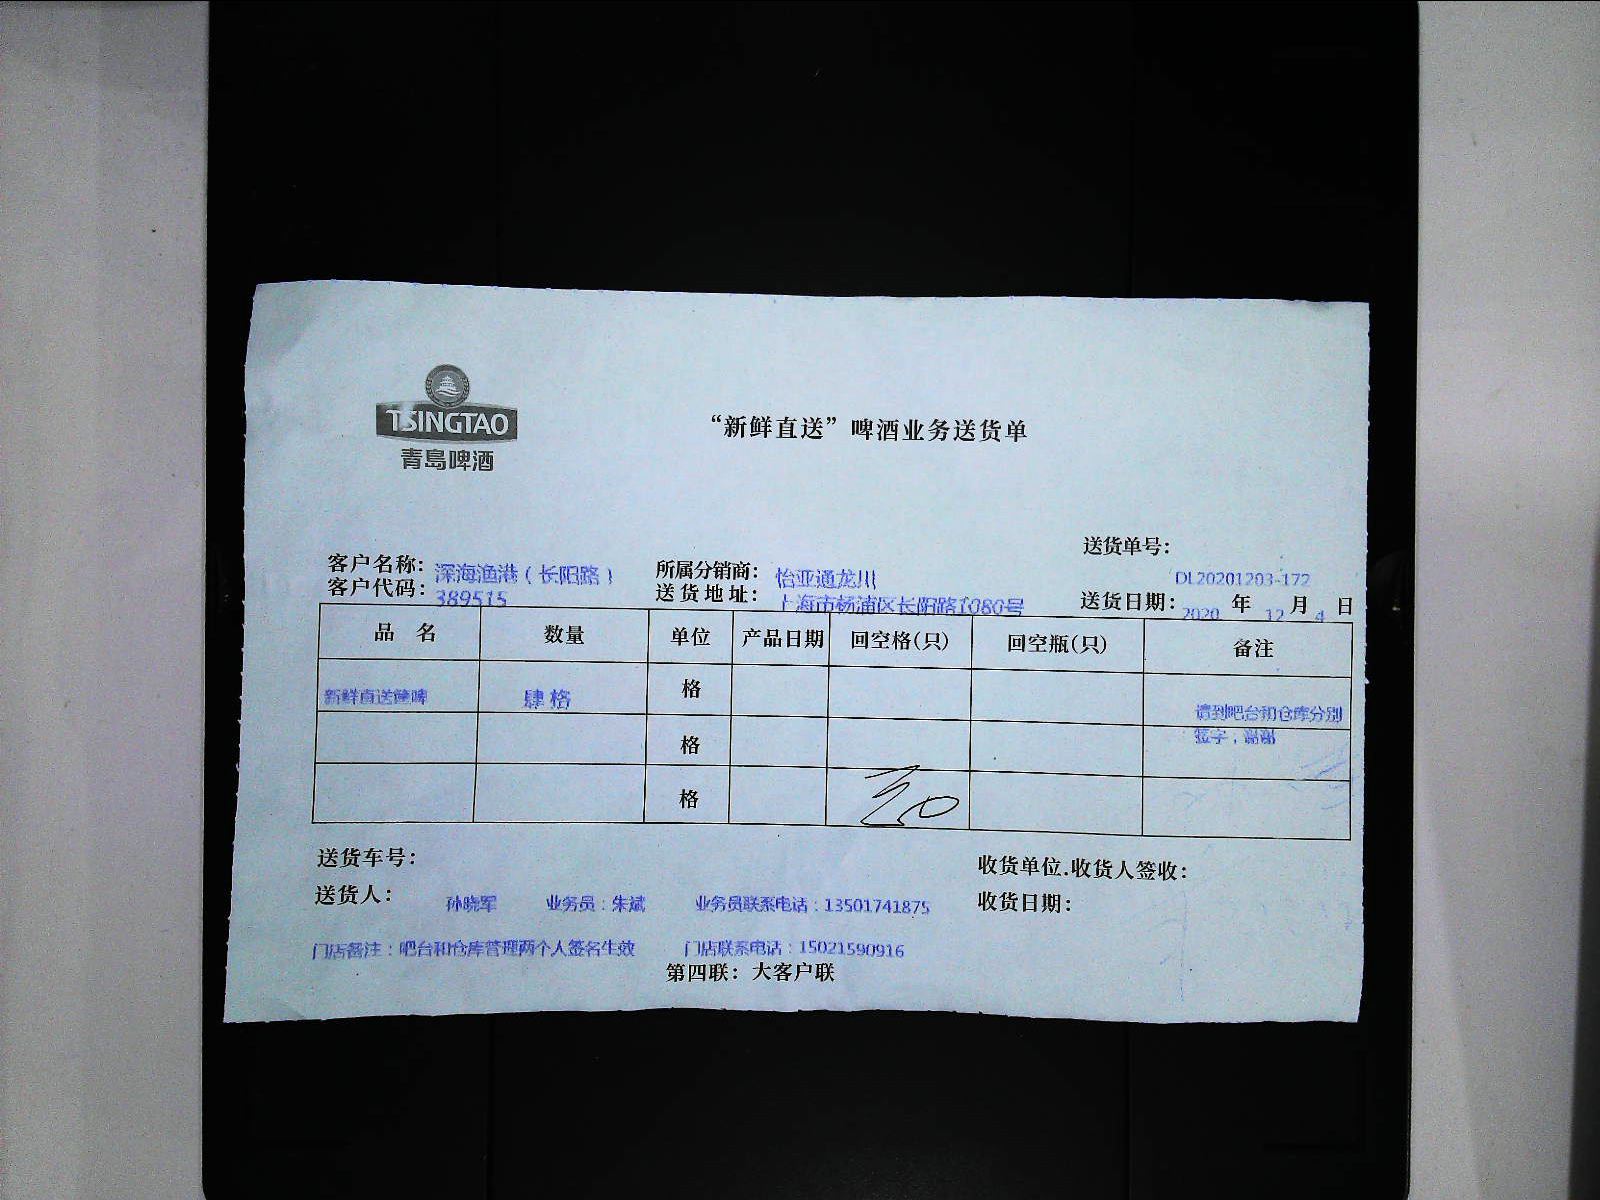 TSINGTAO
青岛啤酒
“新鲜直送”啤酒业务送货单
送货单号：
DL20201203-172
客户名称：深海渔港（长阳路） 所属分销商：怡亚通龙川
客户代码：389515 送货地址：上海市杨浦区长阳路1080号 送货日期：2020 年 12 月 4 日
品 名 数量 单位 产品日期 回空格(只) 回空瓶(只) 备注
新鲜直送箱啤 肆格 格 请到吧台和仓库分别
签字，谢谢
格
格
送货车号： 收货单位.收货人签收：
送货人： 孙晓军 业务员：朱斌 业务员联系电话：13501741875 收货日期：
门店备注：吧台和仓库管理两个人签名生效 门店联系电话：15021590916
第四联：大客户联